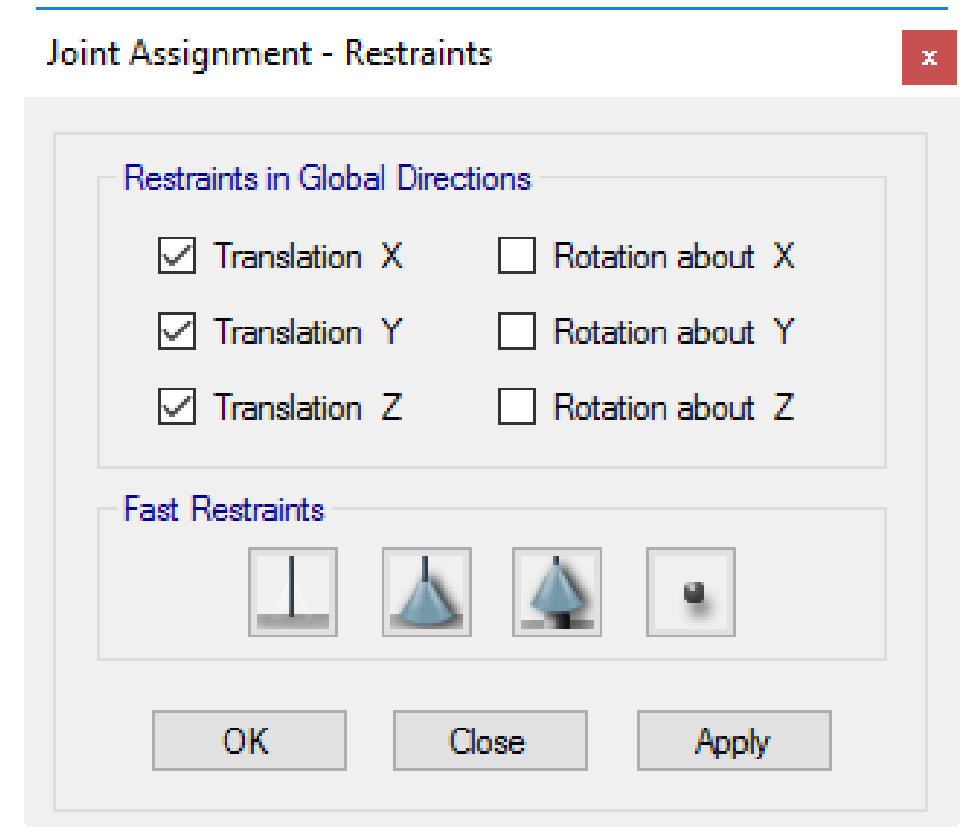 Joint Assignment - Restraints
x
Restraints in Global Directions
Translation X Rotation about X
Translation Y Rotation about Y
Translation Z Rotation about Z
Fast Restraints
OK Close Apply